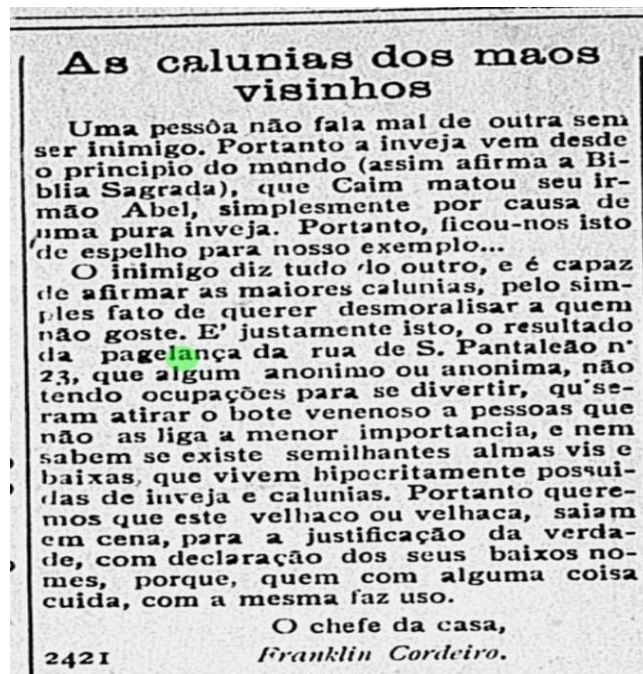 As calunias dos maos
visinhos
Uma pessôa não fala mal de outra sem
ser inimigo. Portanto a inveja vem desde
o principio do mundo (assim afirma a Bi-
blia Sagrada), que Caim matou seu ir-
mão Abel, simplesmente por causa de
uma pura inveja. Portanto, ficou-nos isto
de espelho para nosso exemplo...
O inimigo diz tudo do outro, e é capaz
de afirmar as maiores calunias, pelo sim-
ples fato de querer desmoralisar a quem
não goste. E' justamente isto, o resultado
da pagelança da rua de S. Pantaleão n·
23, que algum anonimo ou anonima, não
tendo ocupações para se divertir, qu'se-
ram atirar o bote venenoso a pessoas que
não as liga a menor importancia, e nem
sabem se existe semilhantes almas vis e
baixas, que vivem hipocritamente possui-
das de inveja e calunias. Portanto quere-
mos que este velhaco ou velhaca, saiam
em cena, para a justificação da verda-
de, com declaração dos seus baixos no-
mes, porque, quem com alguma coisa
cuida, com a mesma faz uso.
O chefe da casa,
2421 Franklin Cordeiro.